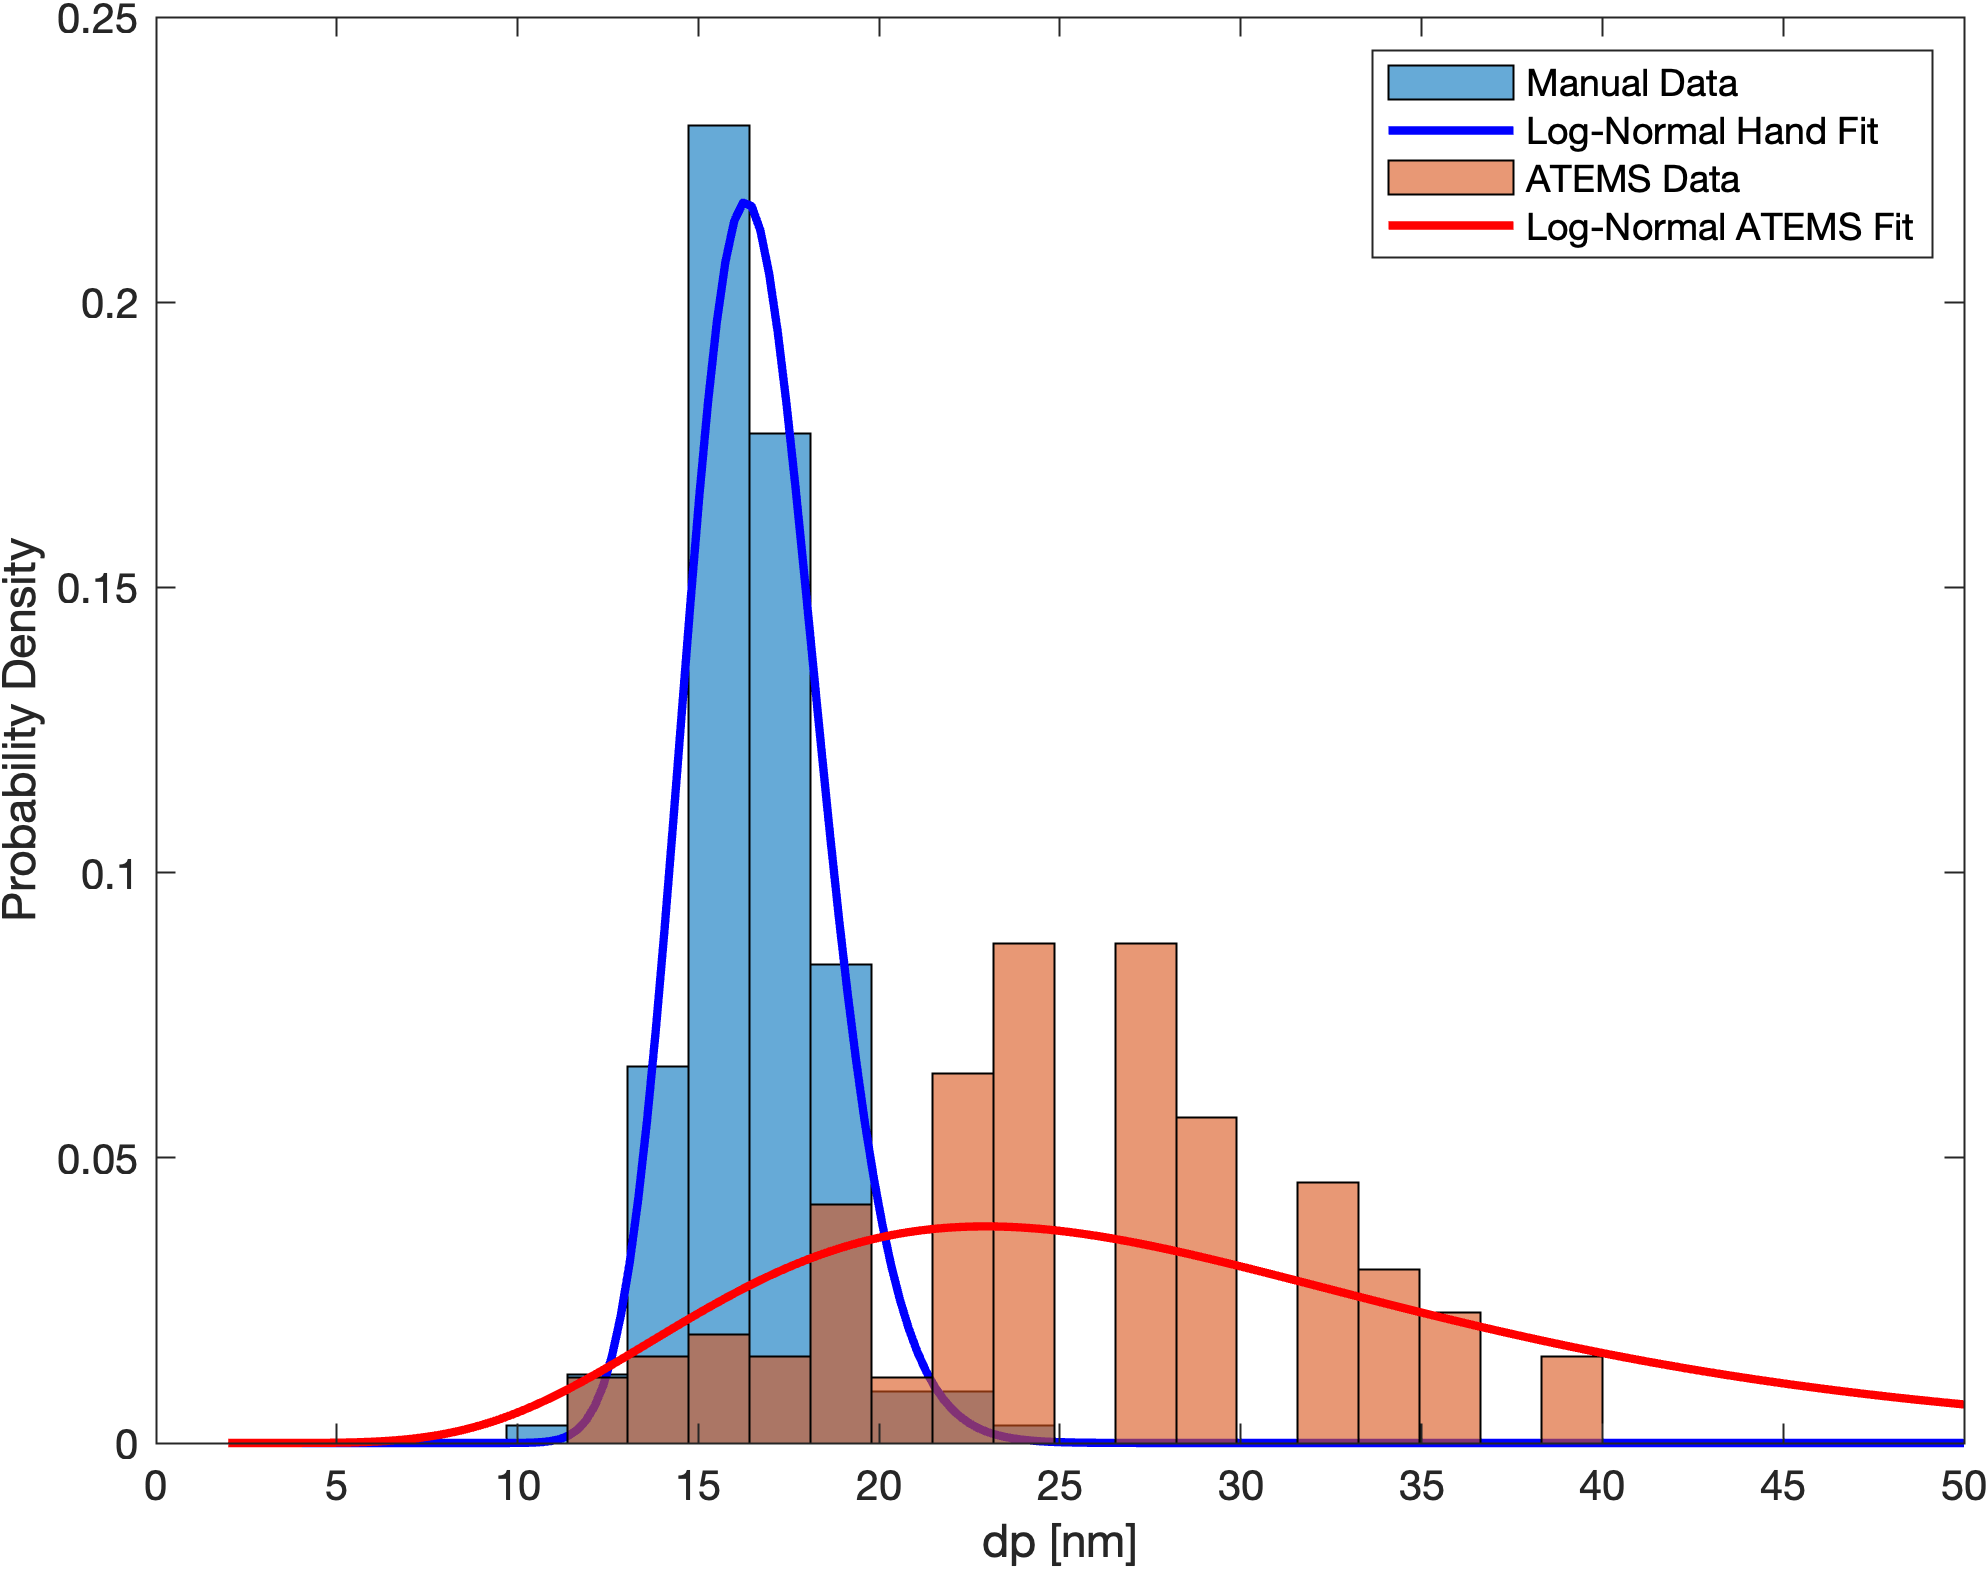 0.25
0.2
0.15
0.1
0.05
0
Probability Density
Manual Data
Log-Normal Hand Fit
ATEMS Data
Log-Normal ATEMS Fit
0 5 10 15 20 25 30 35 40 45 50
dp [nm]